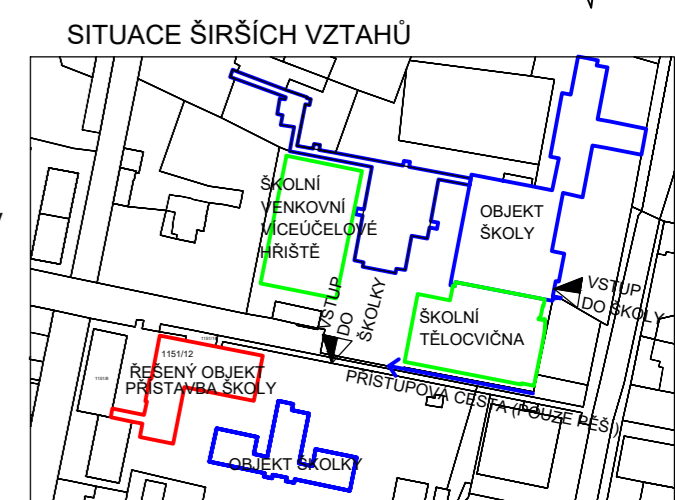 SITUACE ŠIRŠÍCH VZTAHŮ
ŠKOLNÍ
VENKOVNÍ
VÍCEÚČELOVÉ
HŘIŠTĚ
OBJEKT
ŠKOLY
VSTUP
DO ŠKOLY
VSTUP
DO
ŠKOLKY
ŠKOLNÍ
TĚLOCVIČNA
1151/12
ŘEŠENÝ OBJEKT
PŘÍSTAVBA ŠKOLY
PŘÍSTUPOVÁ CESTA (POUZE PĚŠÍ)
OBJEKT ŠKOLKY